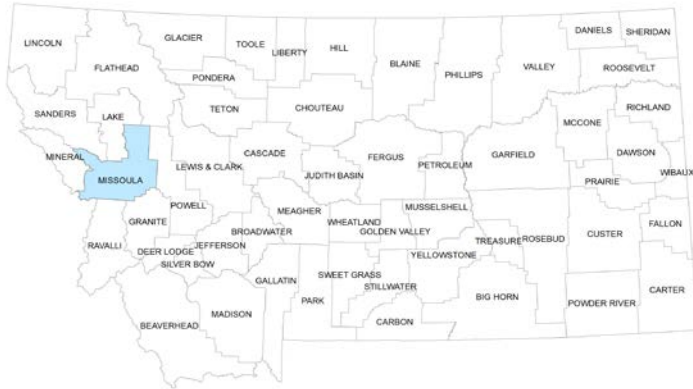 LINCOLN
GLACIER
TOOLE
LIBERTY
HILL
BLAINE
PHILLIPS
VALLEY
DANIELS
SHERIDAN
FLATHEAD
PONDERA
ROOSEVELT
SANDERS
LAKE
TETON
CHOUTEAU
MCCONE
RICHLAND
MINERAL
MISSOULA
LEWIS & CLARK
CASCADE
JUDITH BASIN
FERGUS
PETROLEUM
GARFIELD
DAWSON
PRAIRIE
WIBAUX
POWELL
GRANITE
RAVALLI
MEAGHER
BROADWATER
WHEATLAND
GOLDEN VALLEY
MUSSELSHELL
TREASURE
ROSEBUD
CUSTER
FALLON
DEER LODGE
JEFFERSON
SILVER BOW
GALLATIN
PARK
SWEET GRASS
STILLWATER
YELLOWSTONE
BIG HORN
POWDER RIVER
CARTER
MADISON
BEAVERHEAD
CARBON